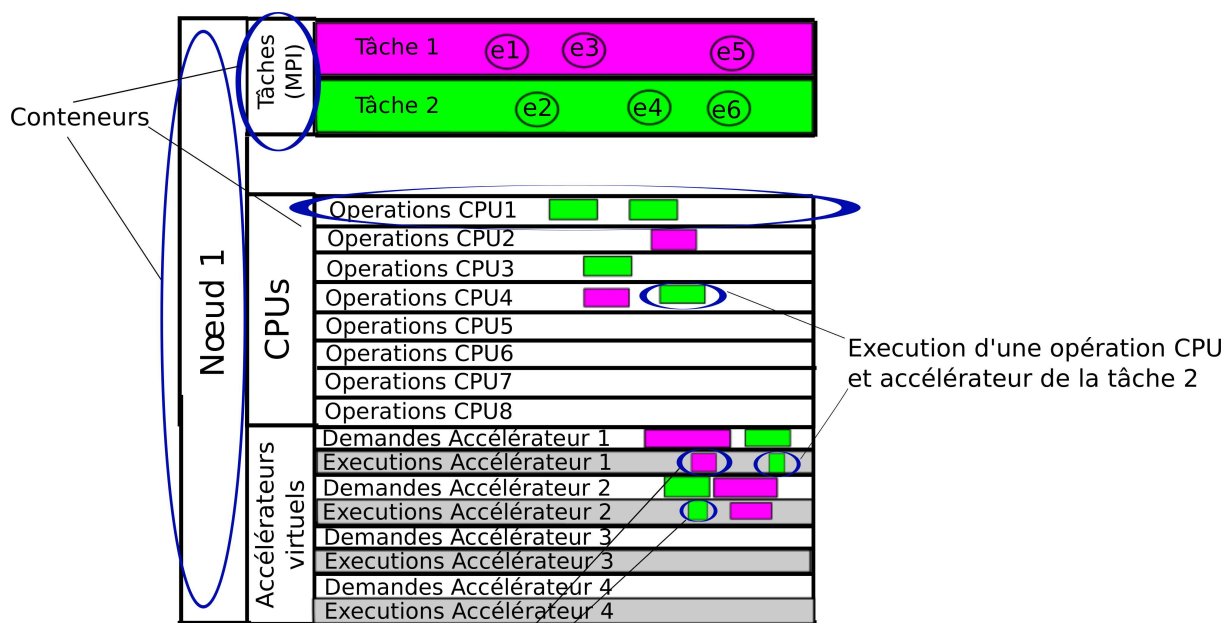 Conteneurs
Nœud 1
Tâches
(MPI)
Tâche 1 e1 e3 e5
Tâche 2 e2 e4 e6
CPUs
Operations CPU1
Operations CPU2
Operations CPU3
Operations CPU4
Operations CPU5
Operations CPU6
Operations CPU7
Operations CPU8
Execution d'une opération CPU
et accélérateur de la tâche 2
Accélérateurs
virtuels
Demandes Accélérateur 1
Executions Accélérateur 1
Demandes Accélérateur 2
Executions Accélérateur 2
Demandes Accélérateur 3
Executions Accélérateur 3
Demandes Accélérateur 4
Executions Accélérateur 4